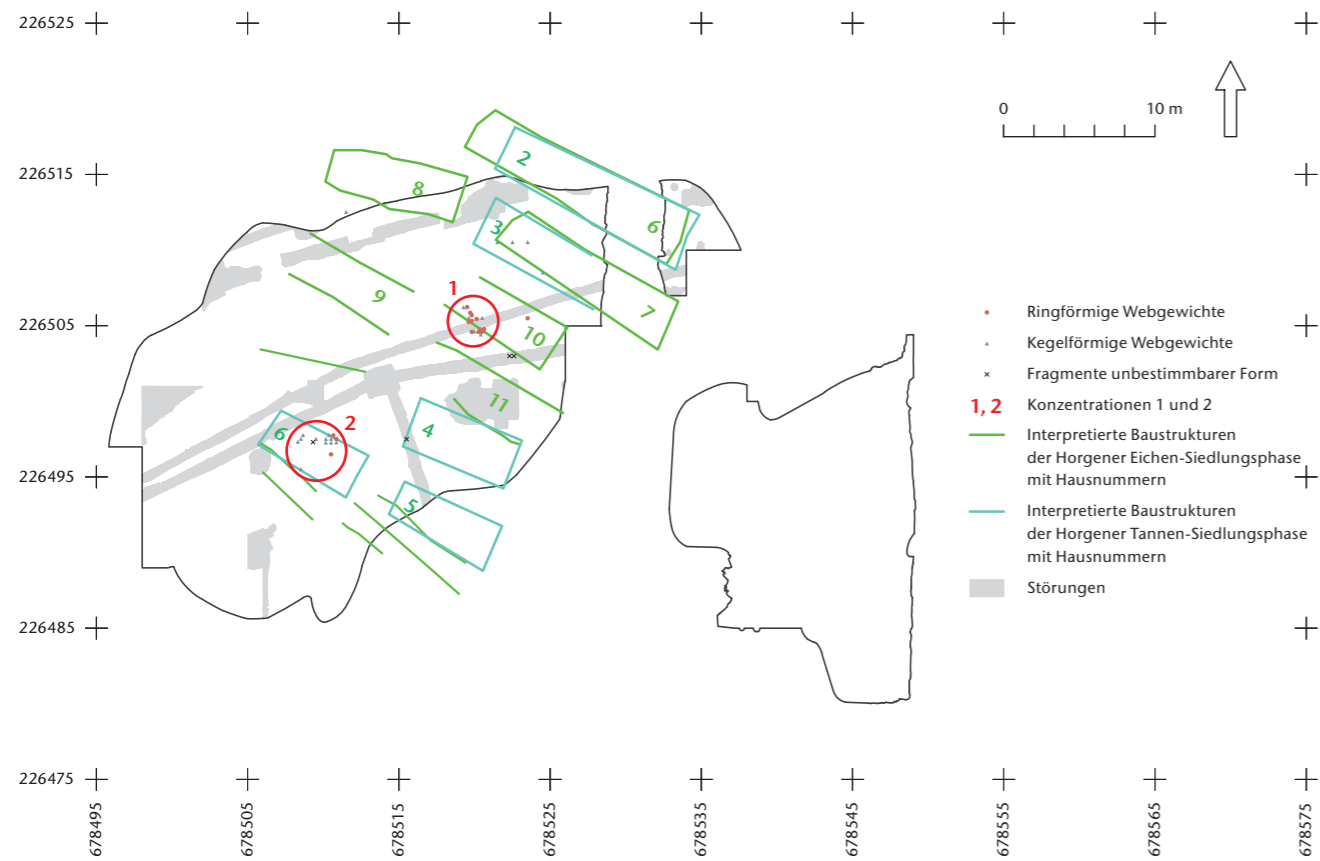 226525
0 10 m
226515
2
8
6
3
9
1
7
226505
10
11
2
6
4
226495
5
226485
226475
Ringförmige Webgewichte
Kegelförmige Webgewichte
Fragmente unbestimmbarer Form
1, 2 Konzentrationen 1 und 2
Interpretierte Baustrukturen
der Horgener Eichen-Siedlungsphase
mit Hausnummern
Interpretierte Baustrukturen
der Horgener Tannen-Siedlungsphase
mit Hausnummern
Störungen
678495
678505
678515
678525
678535
678545
678555
678565
678575